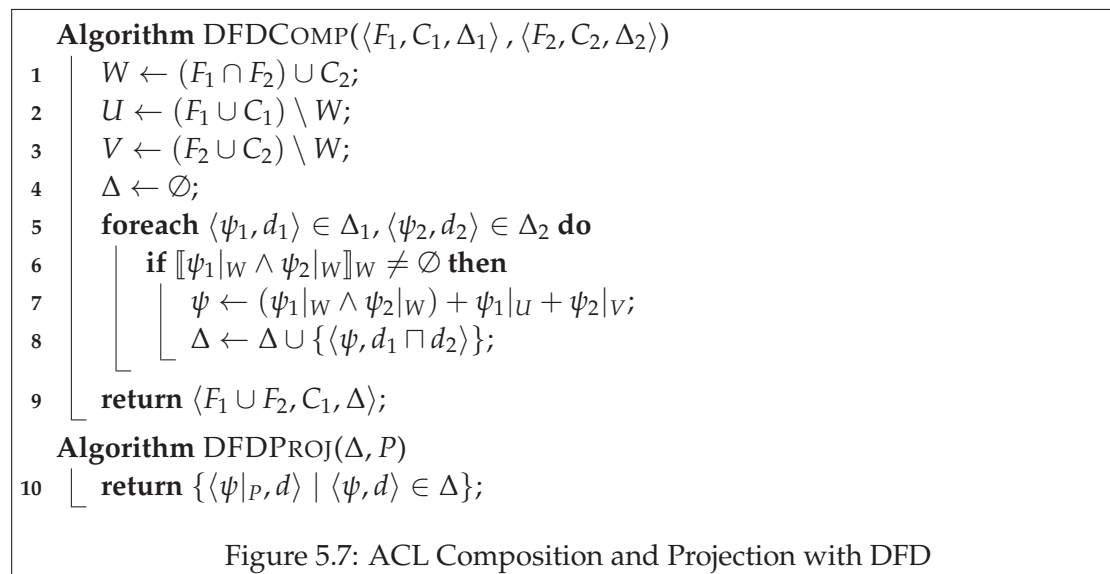 Algorithm DFDCOMP(⟨F₁, C₁, Δ₁⟩ , ⟨F₂, C₂, Δ₂⟩)
1 W ← (F₁ ∩ F₂) ∪ C₂;
2 U ← (F₁ ∪ C₁) \ W;
3 V ← (F₂ ∪ C₂) \ W;
4 Δ ← ∅;
5 foreach ⟨ψ₁, d₁⟩ ∈ Δ₁, ⟨ψ₂, d₂⟩ ∈ Δ₂ do
6 if ⟦ψ₁|_W ∧ ψ₂|_W⟧_W ≠ ∅ then
7 ψ ← (ψ₁|_W ∧ ψ₂|_W) + ψ₁|_U + ψ₂|_V;
8 Δ ← Δ ∪ {⟨ψ, d₁ ⊓ d₂⟩};
9 return ⟨F₁ ∪ F₂, C₁, Δ⟩;
Algorithm DFDPROJ(Δ, P)
10 return {⟨ψ|_P, d⟩ | ⟨ψ, d⟩ ∈ Δ};
Figure 5.7: ACL Composition and Projection with DFD